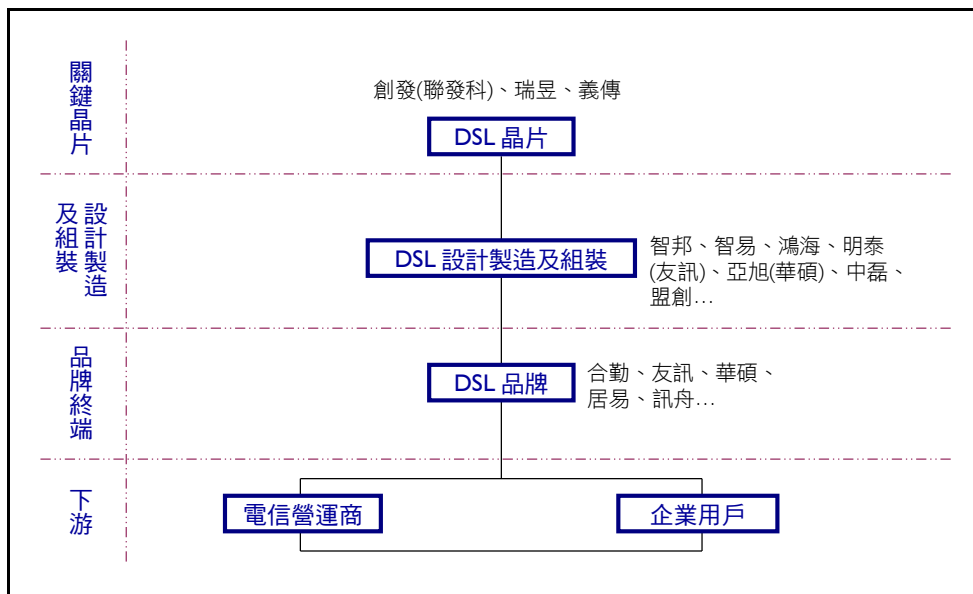 關鍵晶片
創發(聯發科)、瑞昱、義傳
DSL 晶片
設計製造
及組裝
DSL 設計製造及組裝
智邦、智易、鴻海、明泰
(友訊)、亞旭(華碩)、中磊、
盟創…
品牌終端
DSL 品牌
合勤、友訊、華碩、
居易、訊舟…
下游
電信營運商
企業用戶